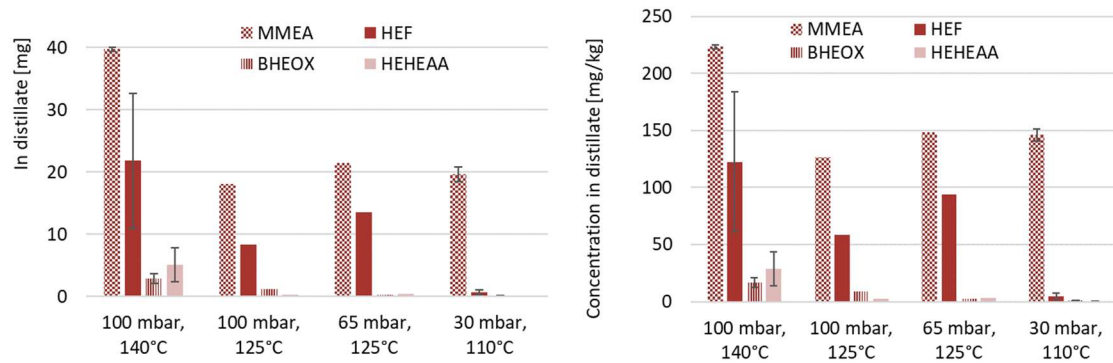 In distillate [mg]
40
30
20
10
0
MMEA
HEF
BHEOX
HEHEAA
100 mbar,
140°C
100 mbar,
125°C
65 mbar,
125°C
30 mbar,
110°C
Concentration in distillate [mg/kg]
250
200
150
100
50
0
MMEA
HEF
BHEOX
HEHEAA
100 mbar,
140°C
100 mbar,
125°C
65 mbar,
125°C
30 mbar,
110°C